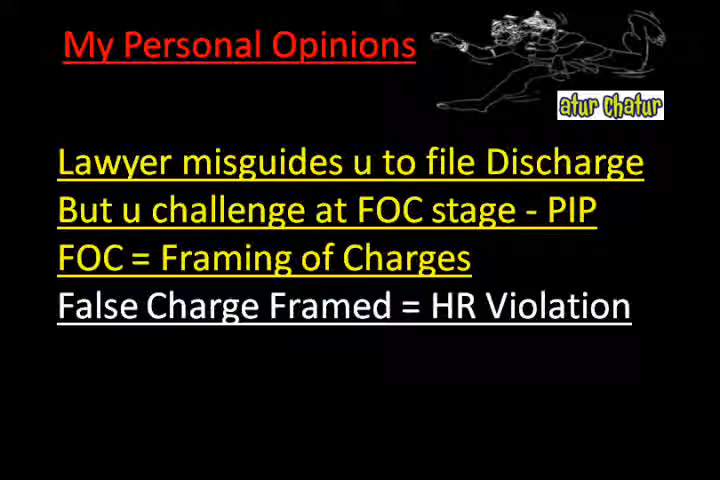 My Personal Opinions
atur chatur
Lawyer misguides u to file Discharge
But u challenge at FOC stage - PIP
FOC = Framing of Charges
False Charge Framed = HR Violation